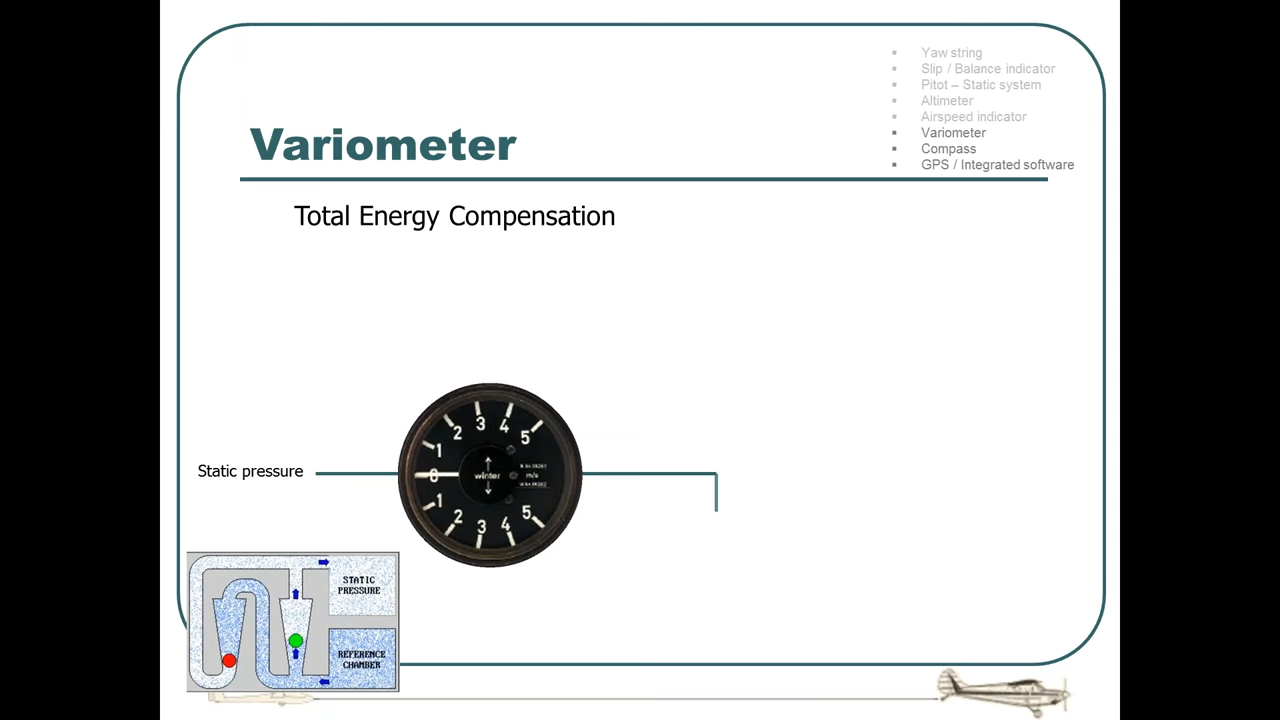 Yaw string
Slip / Balance indicator
Pitot – Static system
Altimeter
Airspeed indicator
Variometer
Compass
GPS / Integrated software
Variometer
Total Energy Compensation
Static pressure
1 2 3 4 5
0
winter
m/s
1 2 3 4 5
STATIC
PRESSURE
REFERENCE
CHAMBER